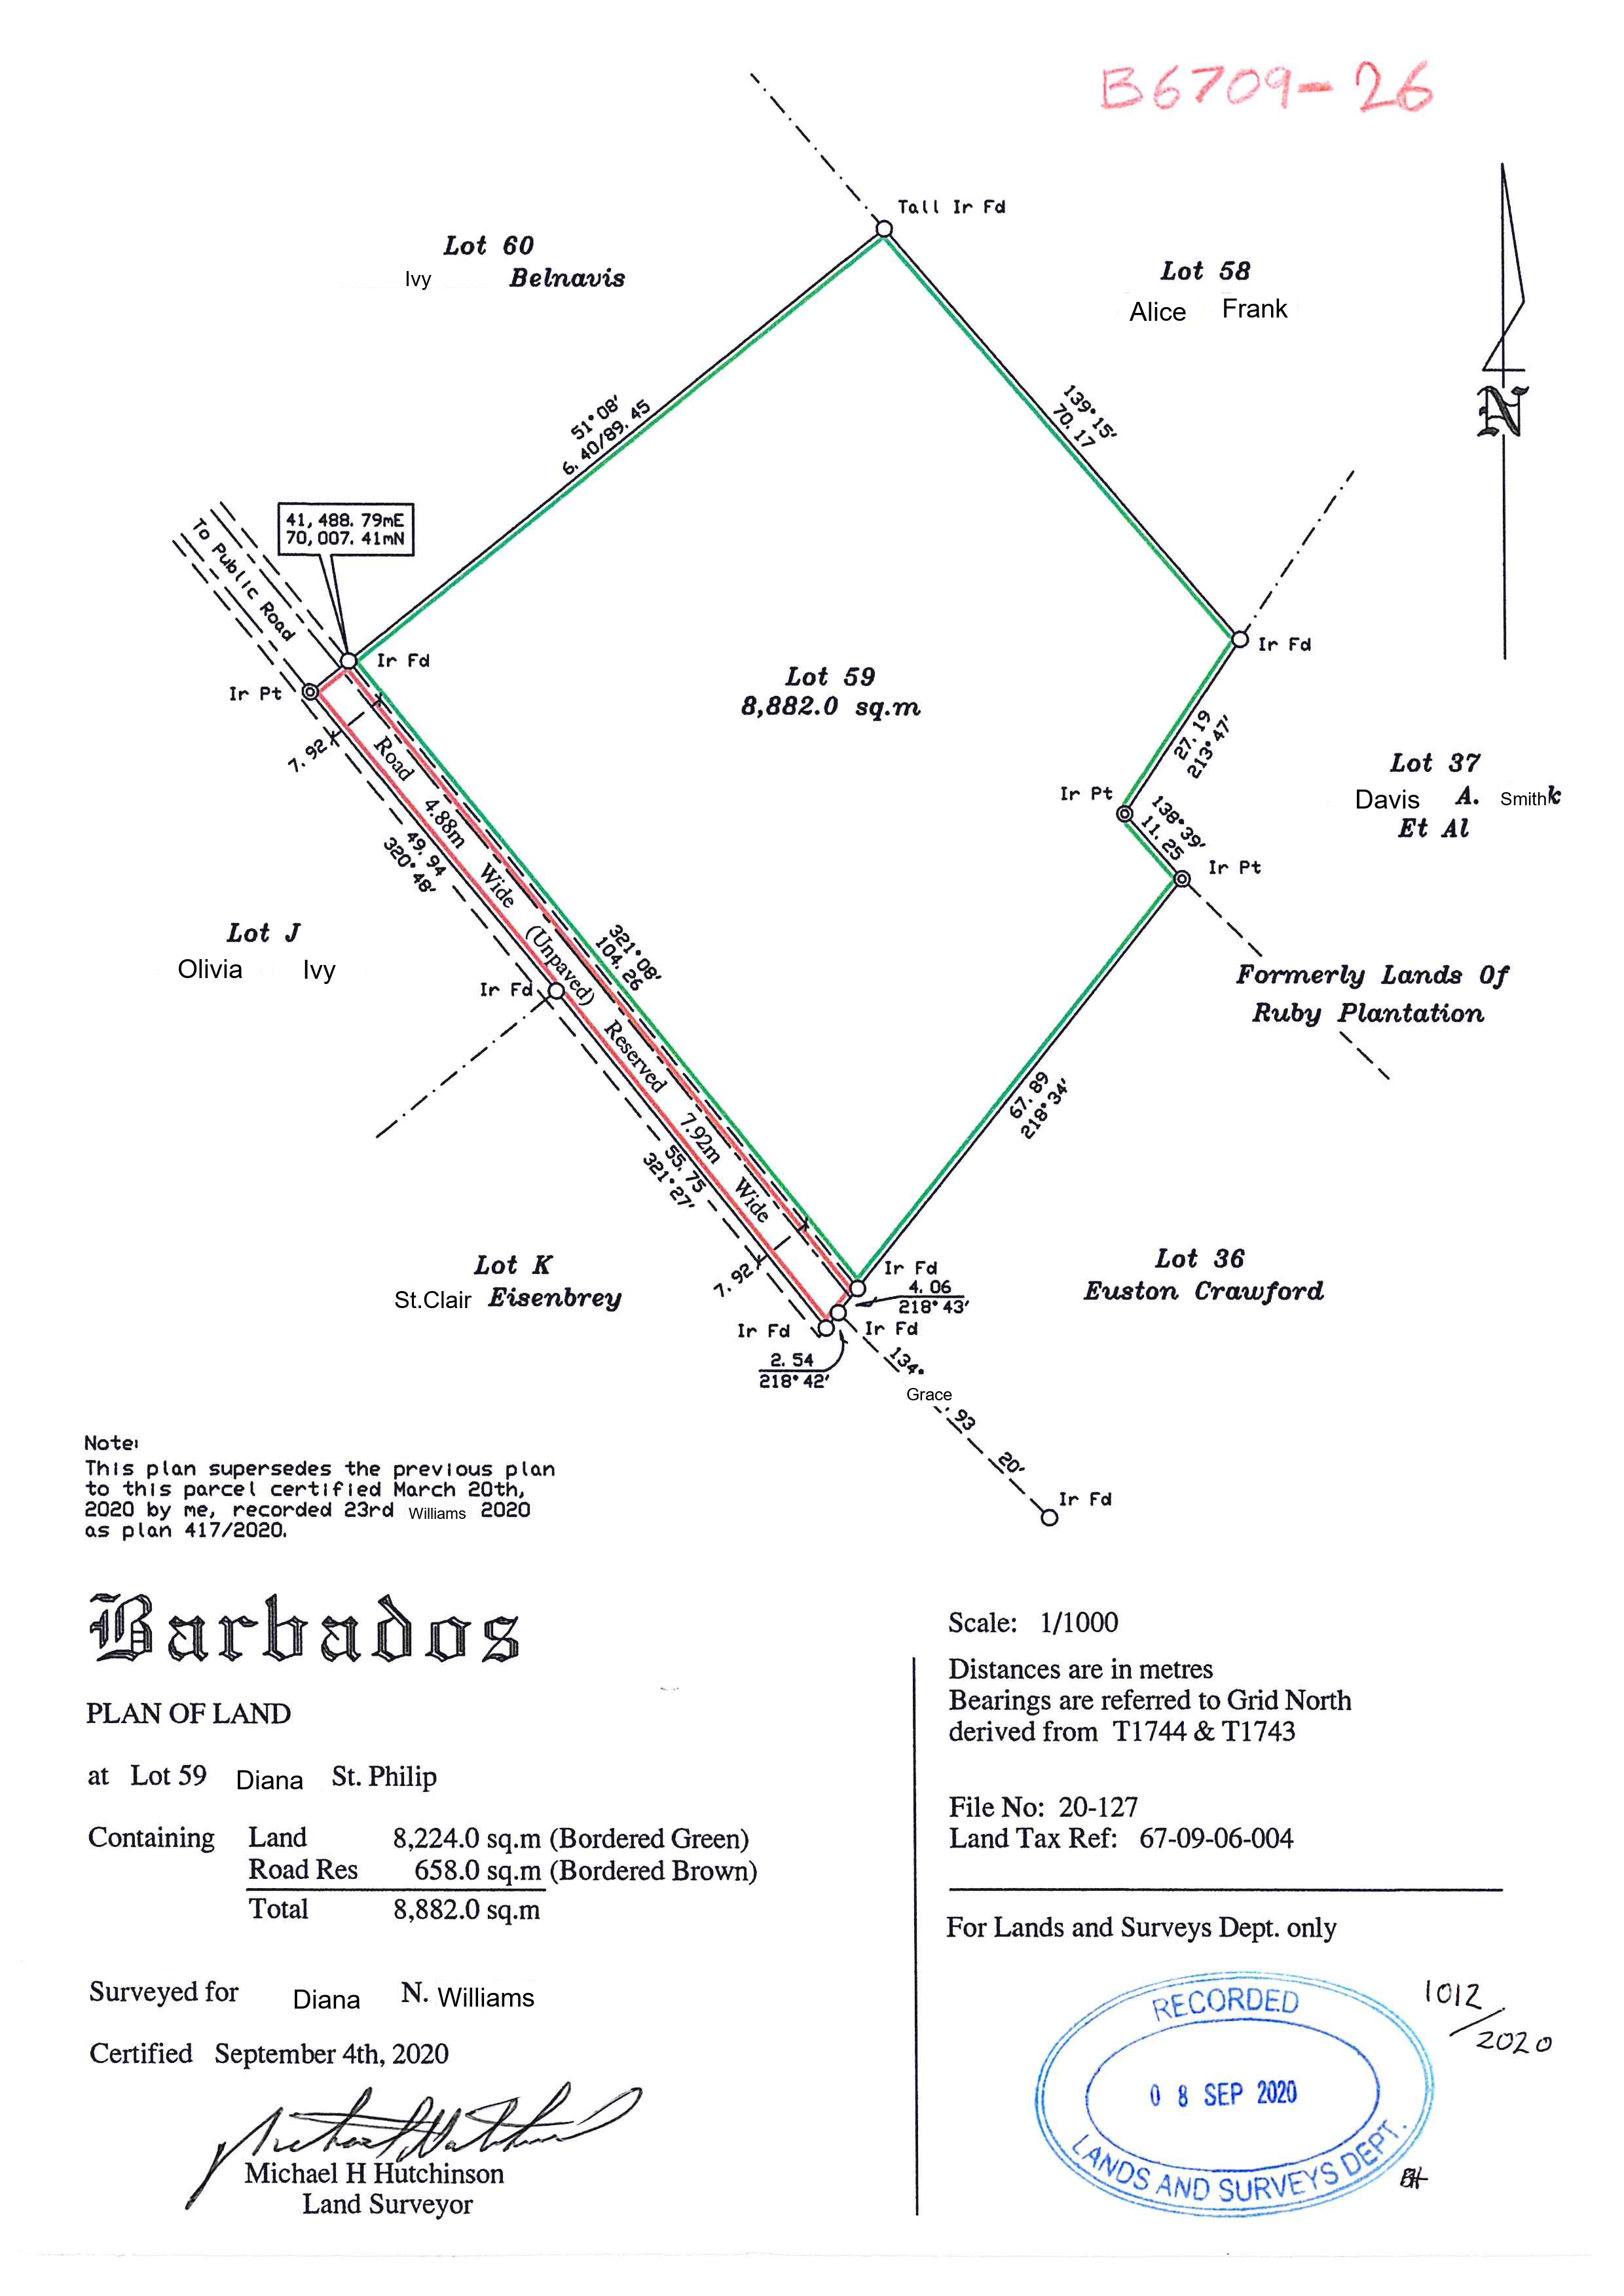 B6709-26
Tall Ir Fd
Lot 60
Ivy Belnavis
Lot 58
Alice Frank
51°08'
6.40/89.45
139°15'
70.17
N
41,488.79mE
70,007.41mN
To Public Road
Ir Fd
Ir Pt
Ir Fd
Lot 59
8,882.0 sq.m
27.19
213°47'
7.92
Road 4.88m Wide (Unpaved) Reserved 7.92m Wide
Lot 37
Davis A. Smithk
Et Al
Ir Pt
138°39'
11.25
Ir Pt
49.94
320°48'
Lot J
Olivia Ivy
321°08'
104.26
Ir Fd
Formerly Lands Of
Ruby Plantation
67.89
218°34'
55.75
321°27'
Lot K
St.Clair Eisenbrey
7.92
Ir Fd
4.06
218°43'
Lot 36
Euston Crawford
Ir Fd
Ir Fd
2.54
218°42'
134°
Grace
.93
20'
Ir Fd
Note:
This plan supersedes the previous plan
to this parcel certified March 20th,
2020 by me, recorded 23rd Williams 2020
as plan 417/2020.
Barbados
PLAN OF LAND
at Lot 59 Diana St. Philip
Containing Land 8,224.0 sq.m (Bordered Green)
Road Res 658.0 sq.m (Bordered Brown)
Total 8,882.0 sq.m
Surveyed for Diana N. Williams
Certified September 4th, 2020
Michael H Hutchinson
Land Surveyor
Scale: 1/1000
Distances are in metres
Bearings are referred to Grid North
derived from T1744 & T1743
File No: 20-127
Land Tax Ref: 67-09-06-004
For Lands and Surveys Dept. only
RECORDED
08 SEP 2020
LANDS AND SURVEYS DEPT.
1012/2020